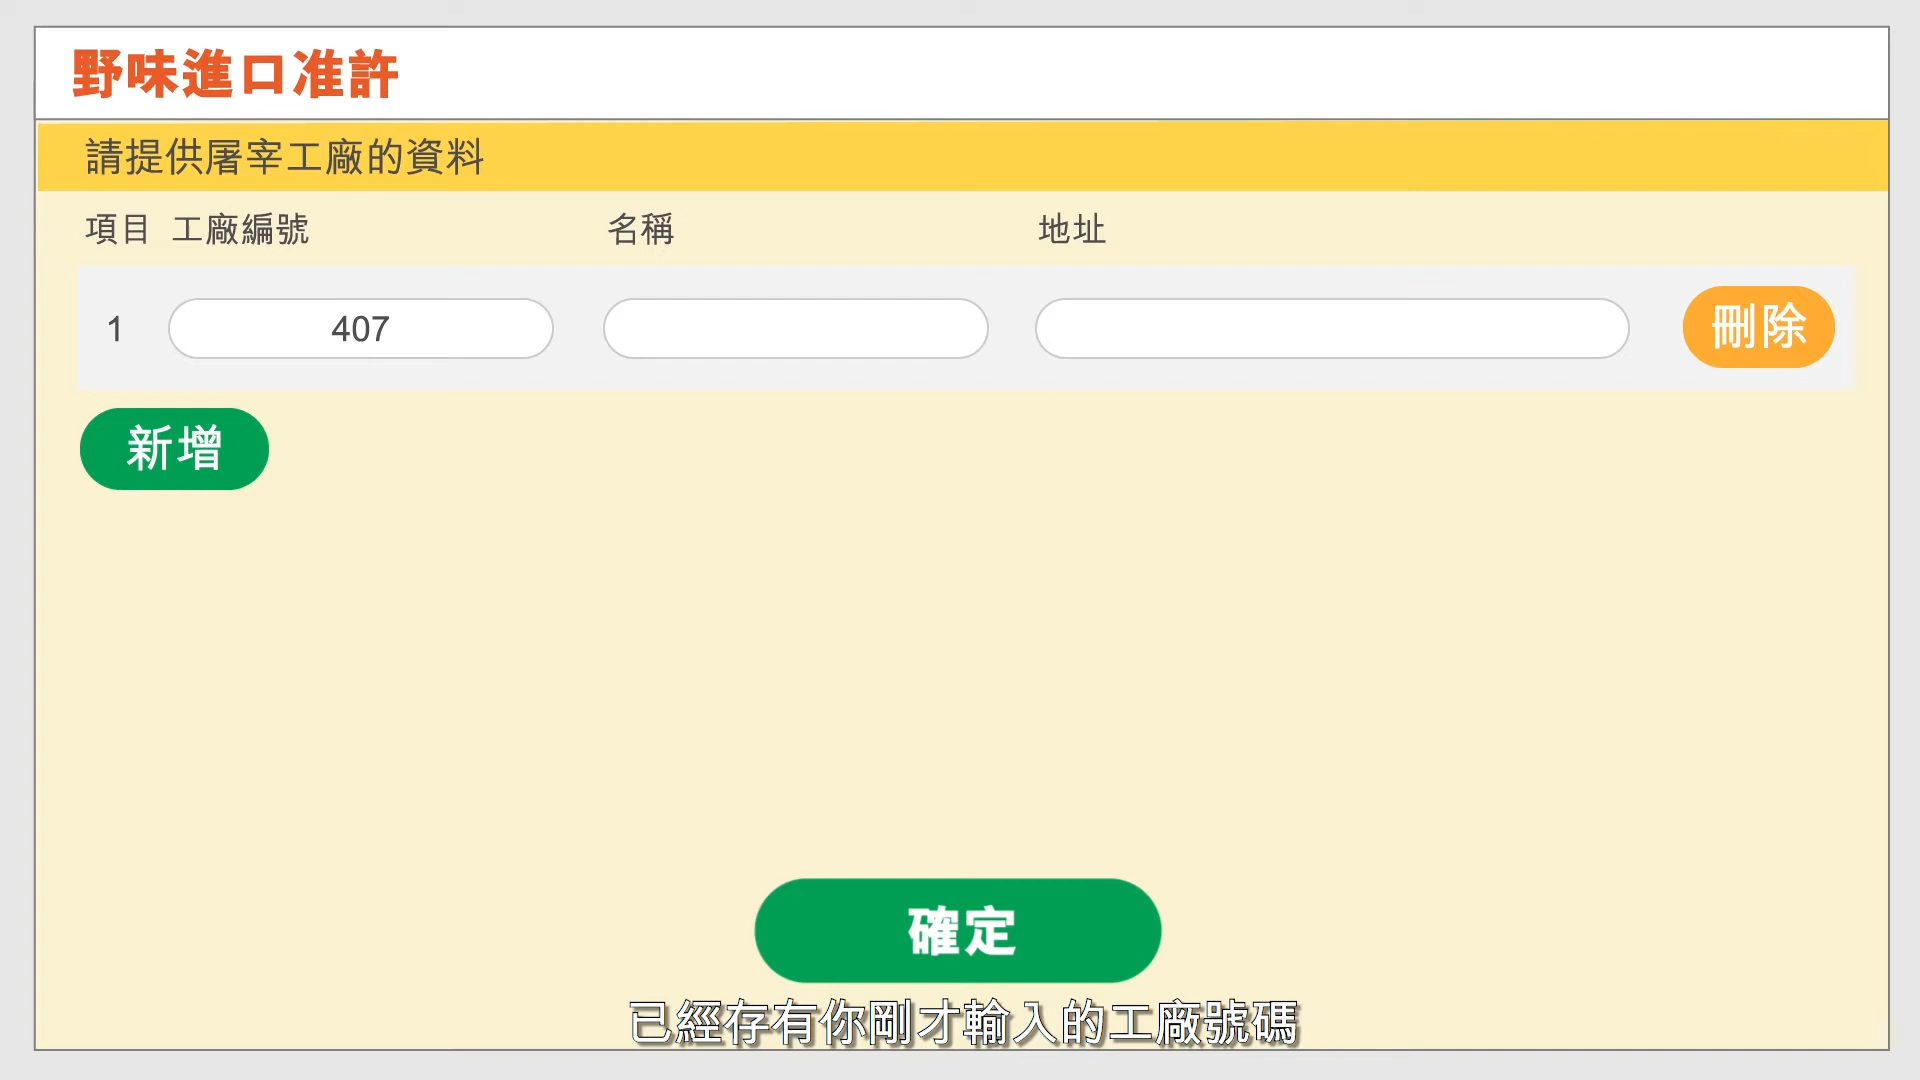 野味進口准許
請提供屠宰工廠的資料
項目 工廠編號 名稱 地址
1 407 刪除
新增
確定
已經存有你剛才輸入的工廠號碼